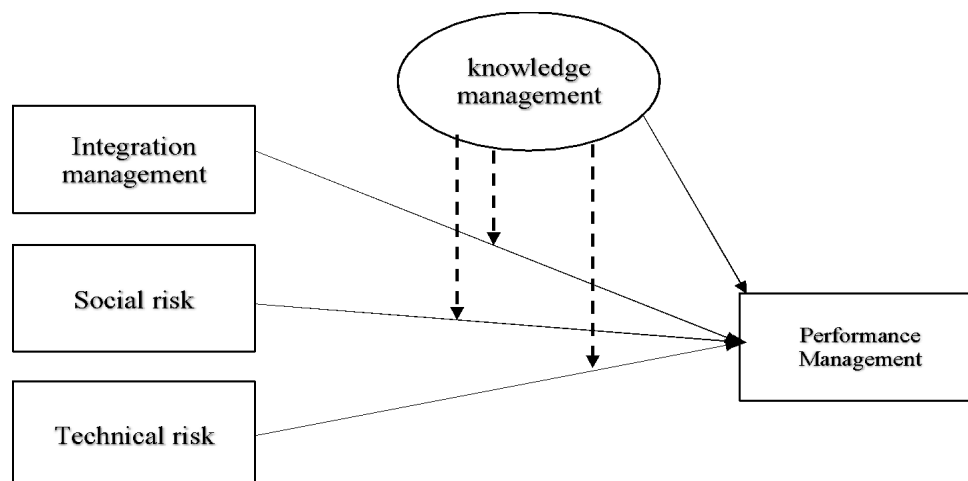 knowledge
management
Integration
management
Social risk
Performance
Management
Technical risk